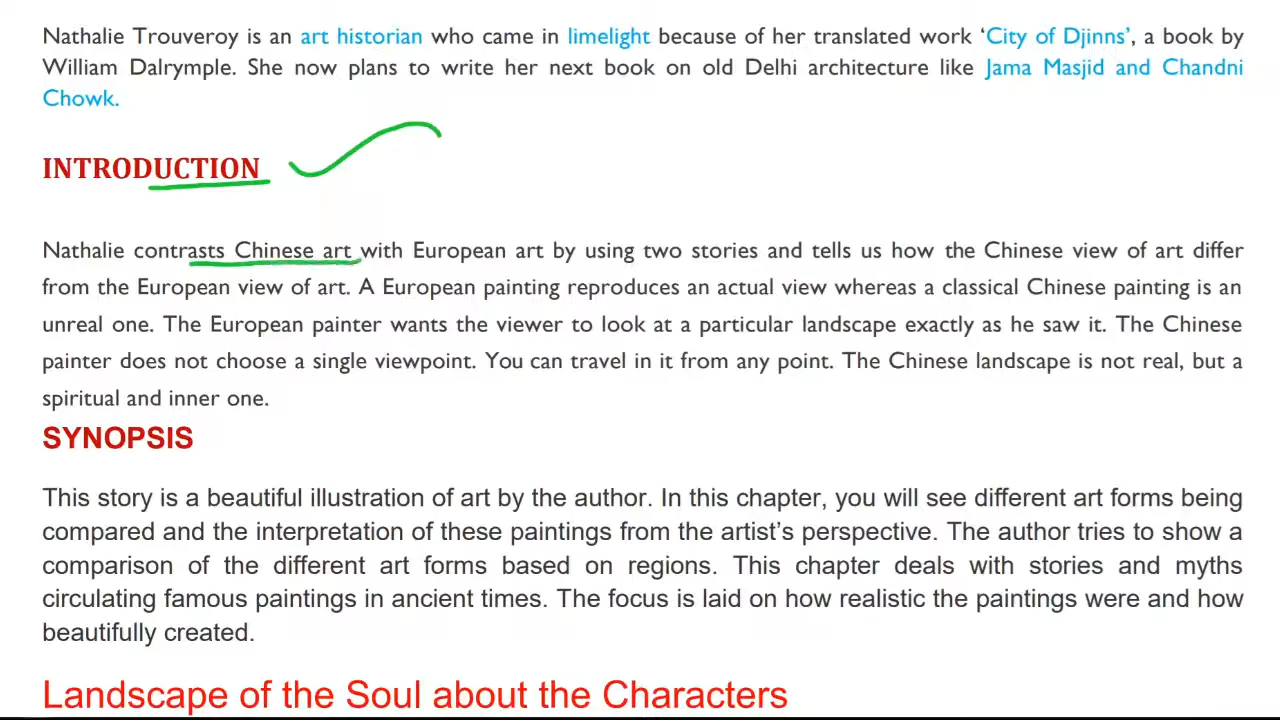 Nathalie Trouveroy is an art historian who came in limelight because of her translated work ‘City of Djinns’, a book by
William Dalrymple. She now plans to write her next book on old Delhi architecture like Jama Masjid and Chandni
Chowk.
INTRODUCTION
Nathalie contrasts Chinese art with European art by using two stories and tells us how the Chinese view of art differ
from the European view of art. A European painting reproduces an actual view whereas a classical Chinese painting is an
unreal one. The European painter wants the viewer to look at a particular landscape exactly as he saw it. The Chinese
painter does not choose a single viewpoint. You can travel in it from any point. The Chinese landscape is not real, but a
spiritual and inner one.
SYNOPSIS
This story is a beautiful illustration of art by the author. In this chapter, you will see different art forms being
compared and the interpretation of these paintings from the artist’s perspective. The author tries to show a
comparison of the different art forms based on regions. This chapter deals with stories and myths
circulating famous paintings in ancient times. The focus is laid on how realistic the paintings were and how
beautifully created.
Landscape of the Soul about the Characters